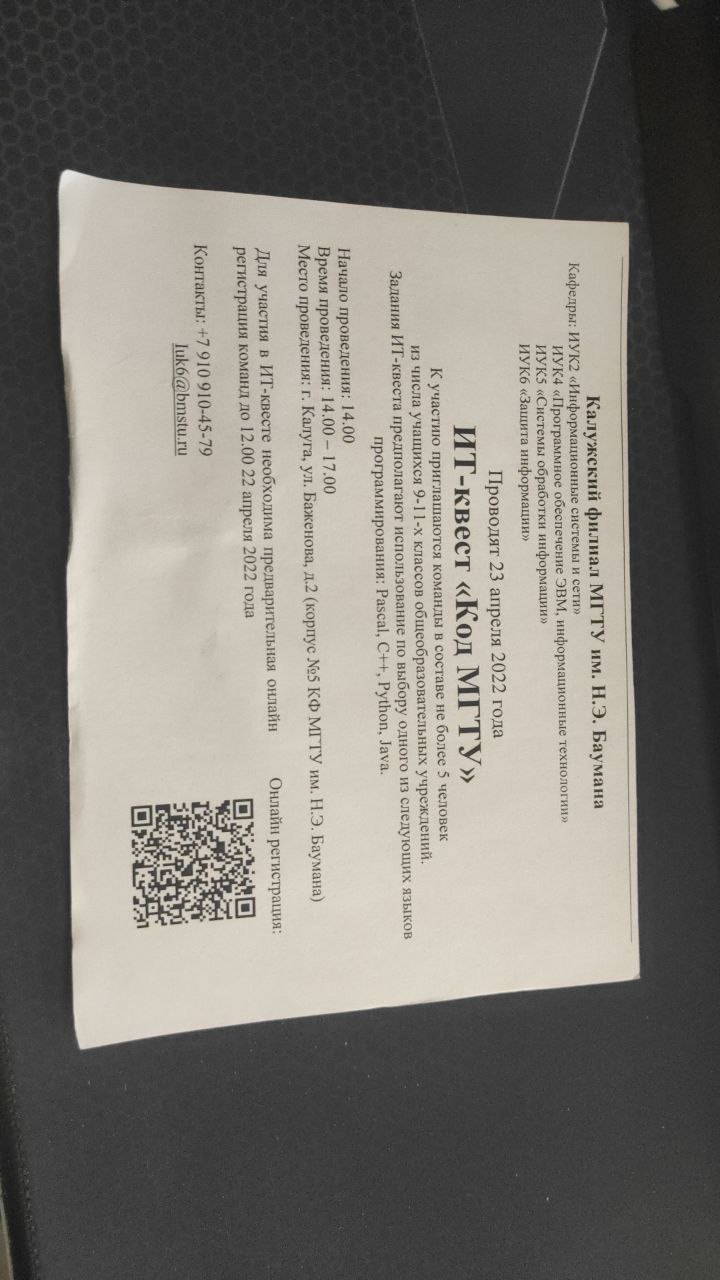 Калужский филиал МГТУ им. Н.Э. Баумана
Кафедры: ИУК2 «Информационные системы и сети»
ИУК4 «Программное обеспечение ЭВМ, информационные технологии»
ИУК5 «Системы обработки информации»
ИУК6 «Защита информации»
Проводят 23 апреля 2022 года
ИТ-квест «Код МГТУ»
К участию приглашаются команды в составе не более 5 человек
из числа учащихся 9-11-х классов общеобразовательных учреждений.
Задания ИТ-квеста предполагают использование по выбору одного из следующих языков
программирования: Pascal, C++, Python, Java.
Начало проведения: 14.00
Время проведения: 14.00 – 17.00
Место проведения: г. Калуга, ул. Баженова, д.2 (корпус №5 КФ МГТУ им. Н.Э. Баумана)
Для участия в ИТ-квесте необходима предварительная онлайн
регистрация команд до 12.00 22 апреля 2022 года
Онлайн регистрация:
Контакты: +7 910 910-45-79
Iuk6@bmstu.ru